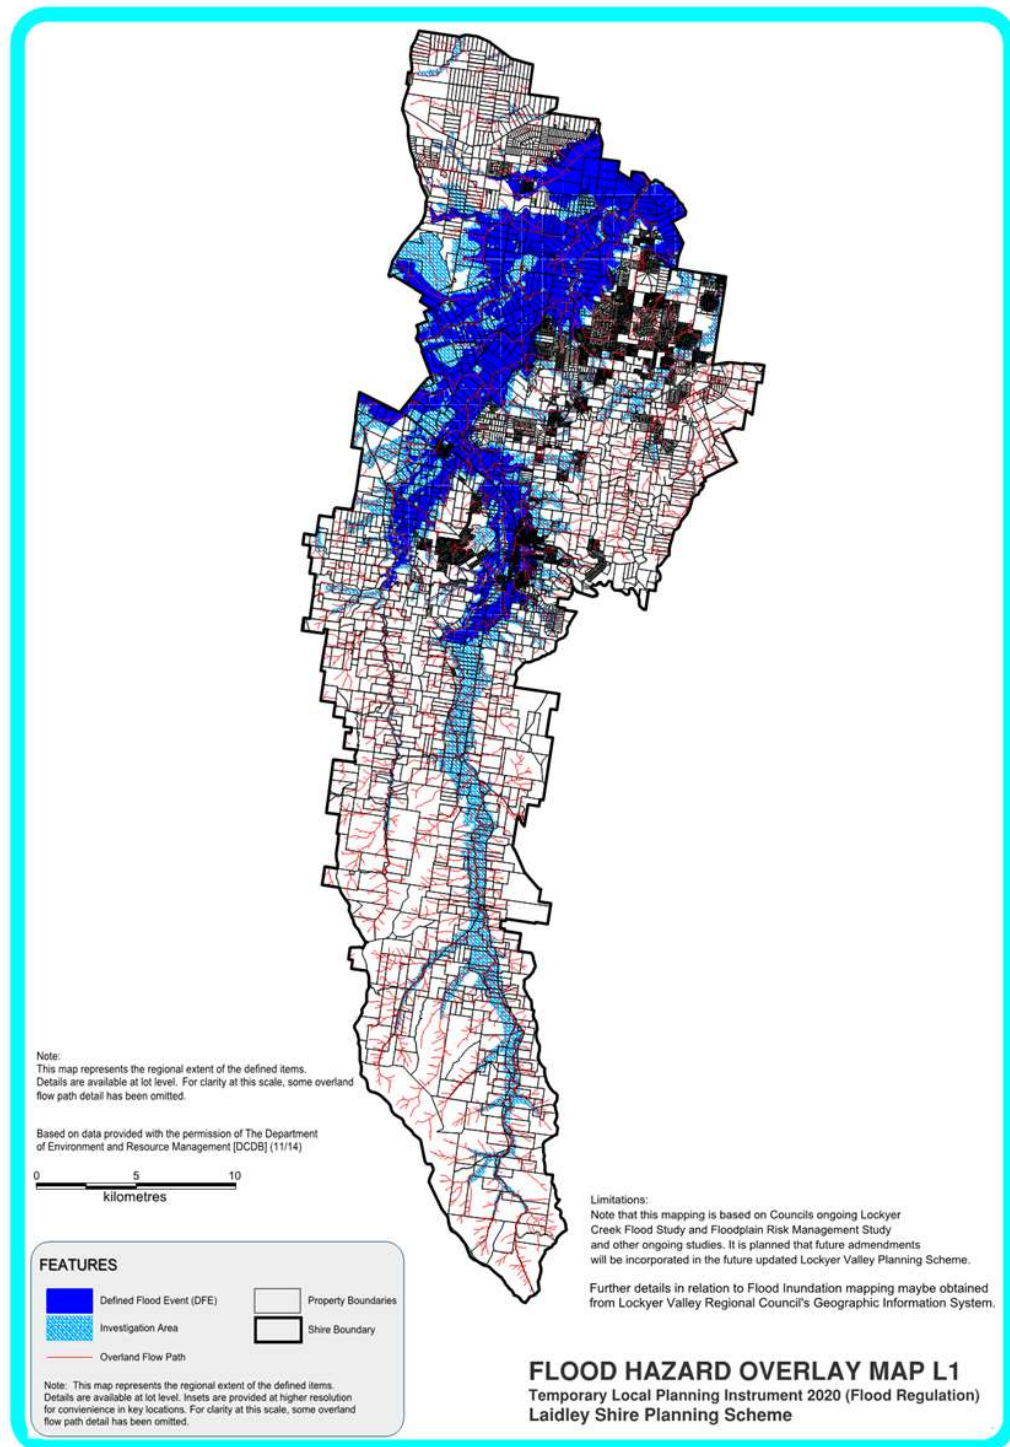 Note:
This map represents the regional extent of the defined items.
Details are available at lot level. For clarity at this scale, some overland
flow path detail has been omitted.
Based on data provided with the permission of The Department
of Environment and Resource Management [DCDB] (11/14)
0 5 10
kilometres
Limitations:
Note that this mapping is based on Councils ongoing Lockyer
Creek Flood Study and Floodplain Risk Management Study
and other ongoing studies. It is planned that future admendments
will be incorporated in the future updated Lockyer Valley Planning Scheme.
Further details in relation to Flood Inundation mapping maybe obtained
from Lockyer Valley Regional Council's Geographic Information System.
FEATURES
Defined Flood Event (DFE)
Property Boundaries
Investigation Area
Shire Boundary
Overland Flow Path
Note: This map represents the regional extent of the defined items.
Details are available at lot level. Insets are provided at higher resolution
for convienience in key locations. For clarity at this scale, some overland
flow path detail has been omitted.
FLOOD HAZARD OVERLAY MAP L1
Temporary Local Planning Instrument 2020 (Flood Regulation)
Laidley Shire Planning Scheme